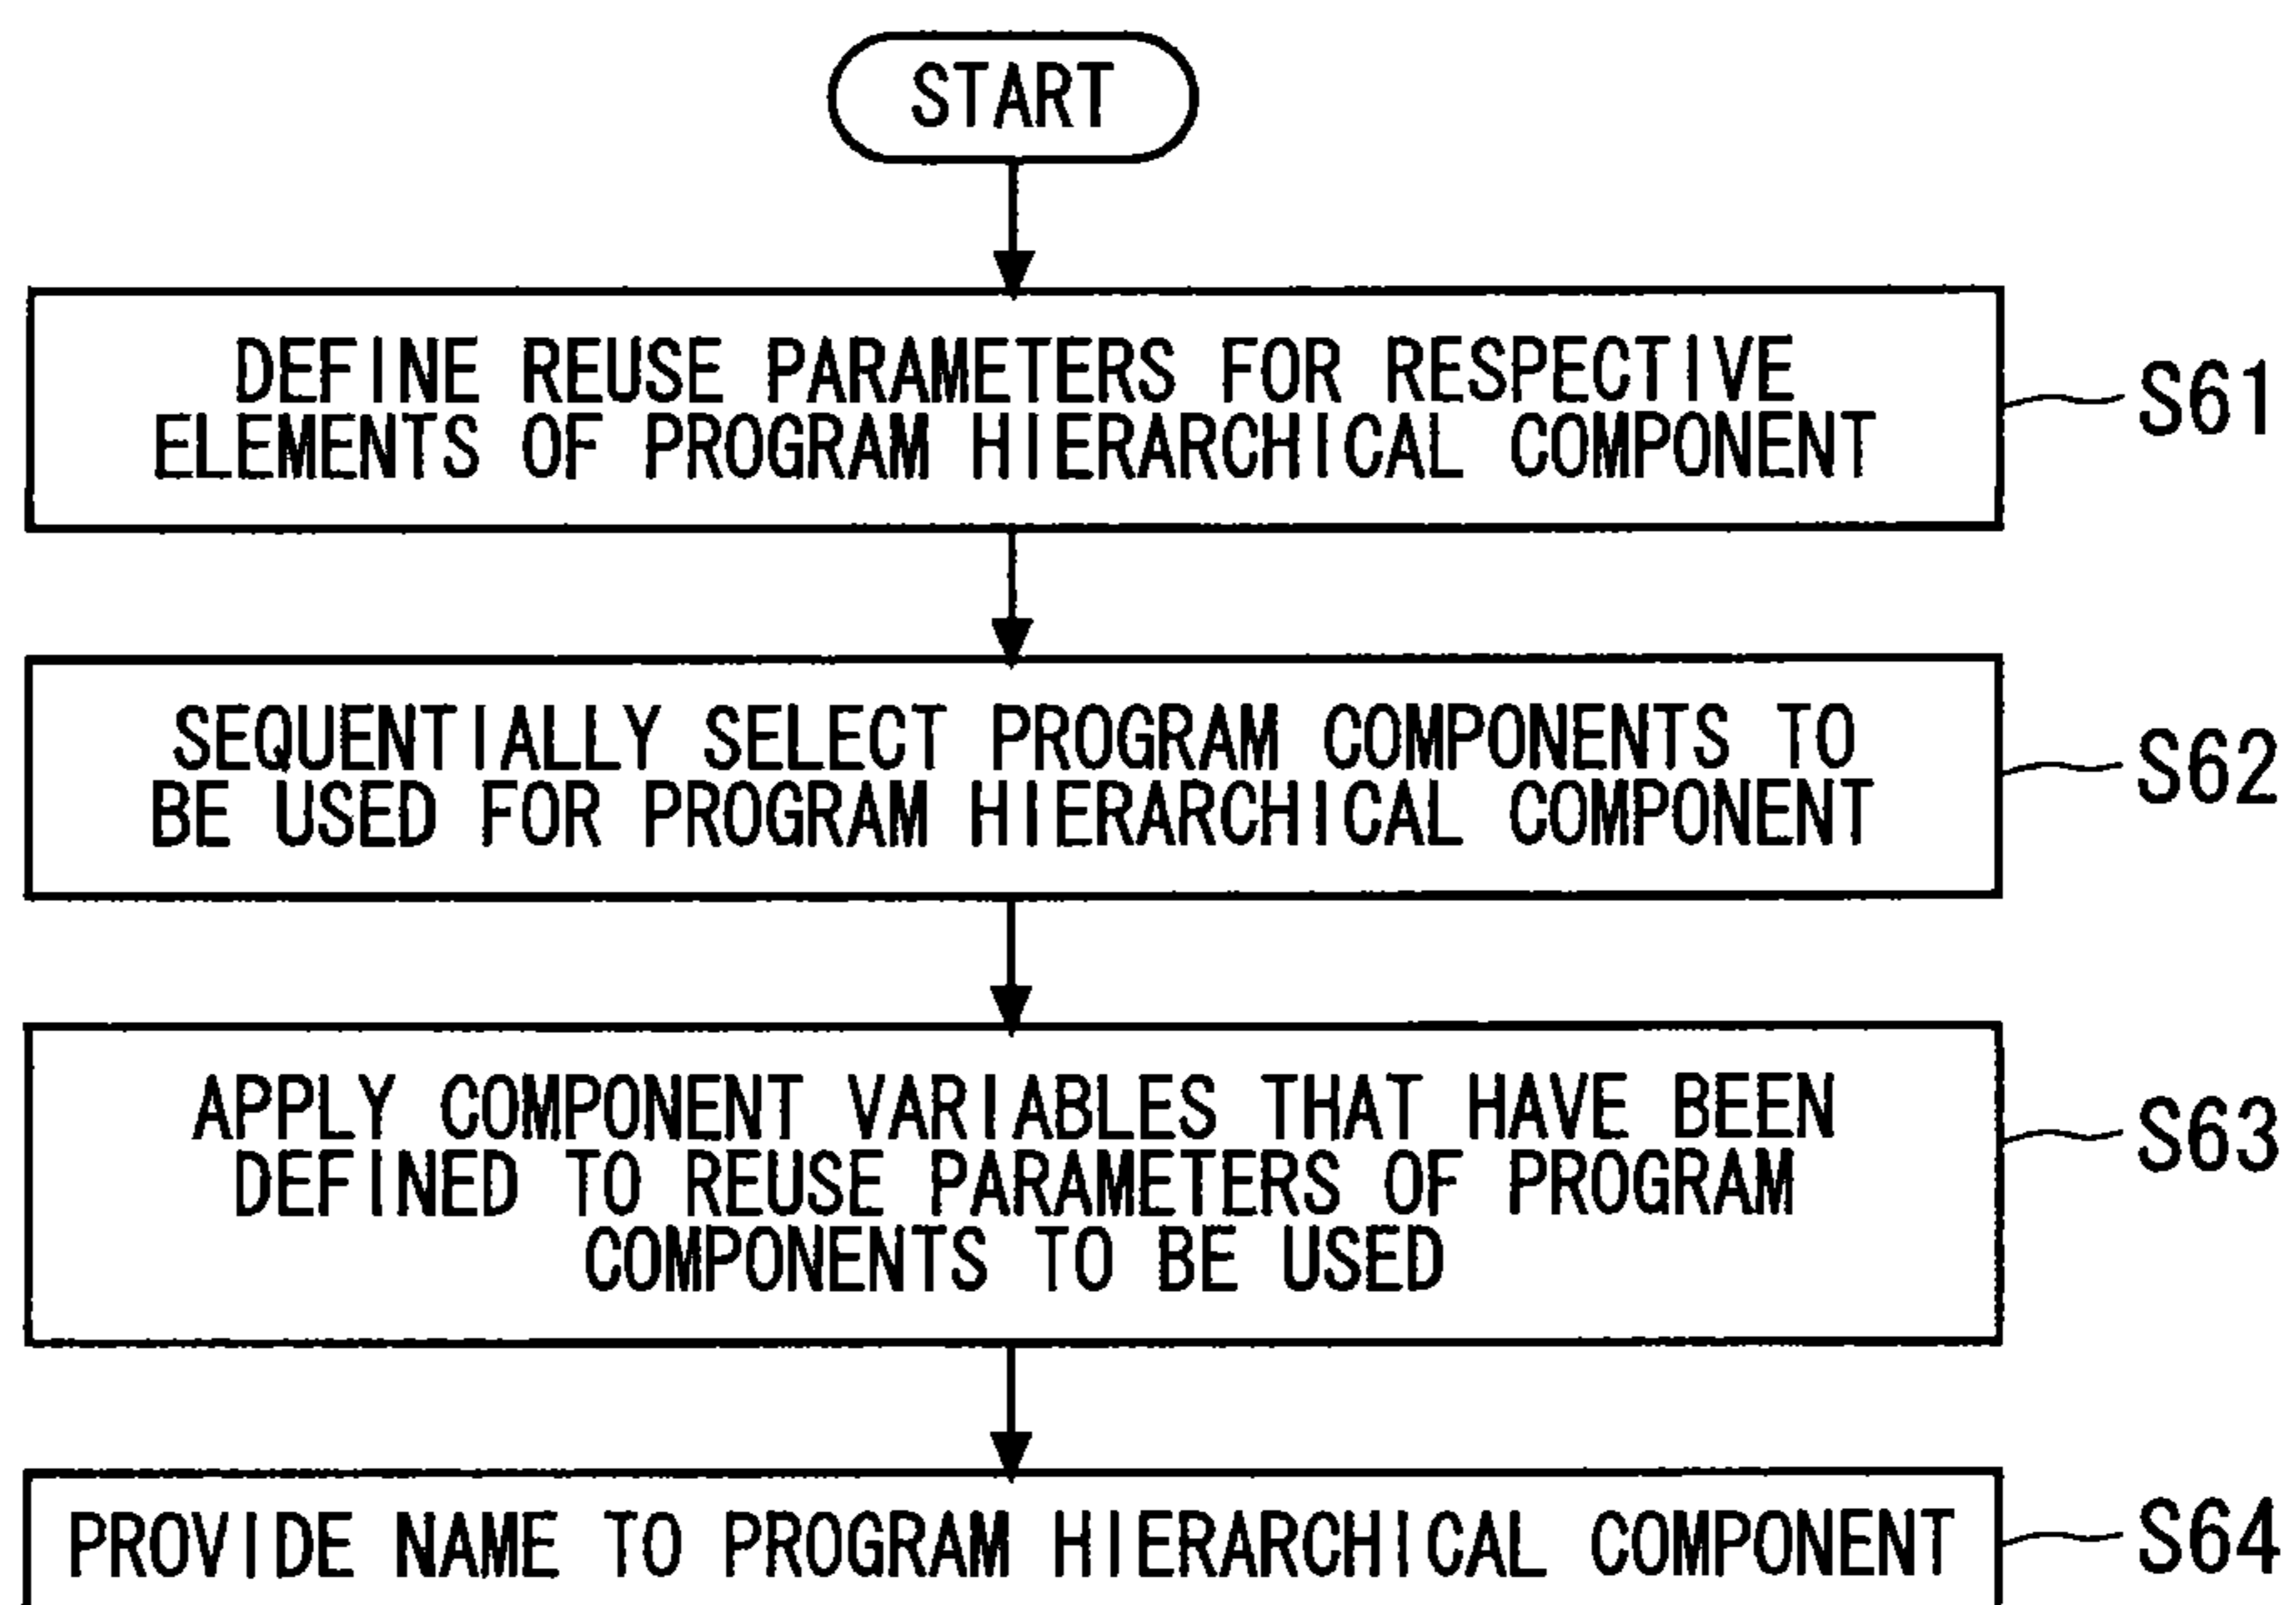 START
DEFINE REUSE PARAMETERS FOR RESPECTIVE
ELEMENTS OF PROGRAM HIERARCHICAL COMPONENT
S61
SEQUENTIALLY SELECT PROGRAM COMPONENTS TO
BE USED FOR PROGRAM HIERARCHICAL COMPONENT
S62
APPLY COMPONENT VARIABLES THAT HAVE BEEN
DEFINED TO REUSE PARAMETERS OF PROGRAM
COMPONENTS TO BE USED
S63
PROVIDE NAME TO PROGRAM HIERARCHICAL COMPONENT
S64